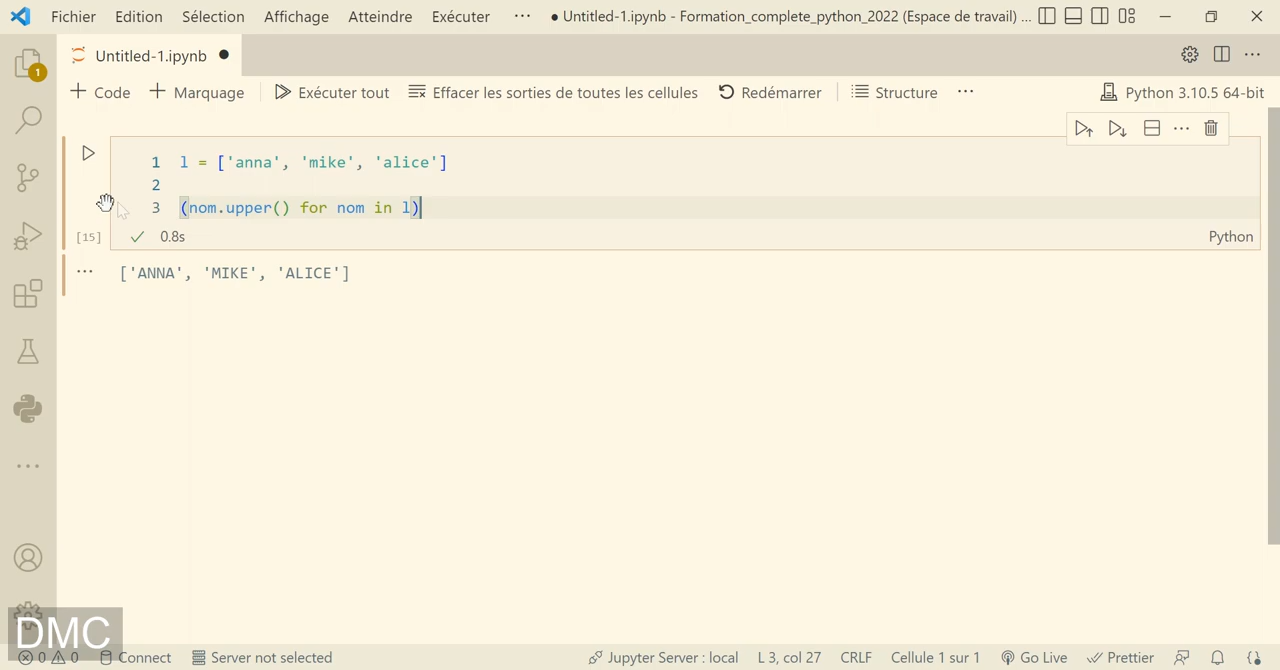 Fichier Edition Sélection Affichage Atteindre Exécuter ··· ● Untitled-1.ipynb - Formation_complete_python_2022 (Espace de travail) ...
Untitled-1.ipynb ●
1
+ Code + Marquage Exécuter tout Effacer les sorties de toutes les cellules Redémarrer Structure ··· Python 3.10.5 64-bit
1 l = ['anna', 'mike', 'alice']
2
3 (nom.upper() for nom in l)
[15] 0.8s Python
··· ['ANNA', 'MIKE', 'ALICE']
DMC
0 0 Connect Server not selected Jupyter Server : local L 3, col 27 CRLF Cellule 1 sur 1 Go Live Prettier